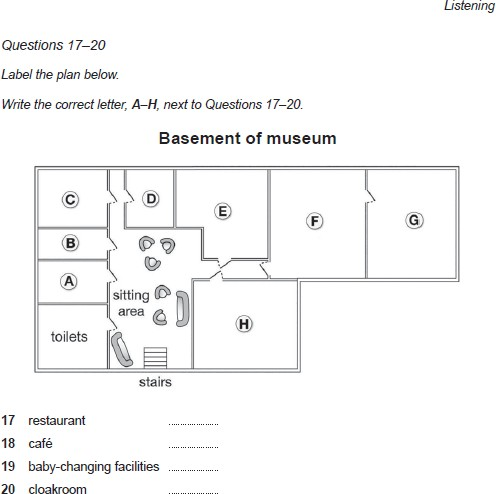 Listening
Questions 17–20
Label the plan below.
Write the correct letter, A–H, next to Questions 17–20.
Basement of museum
C
D
E
F
G
B
A
sitting
area
H
toilets
stairs
17 restaurant ....................
18 café ....................
19 baby-changing facilities ....................
20 cloakroom ....................